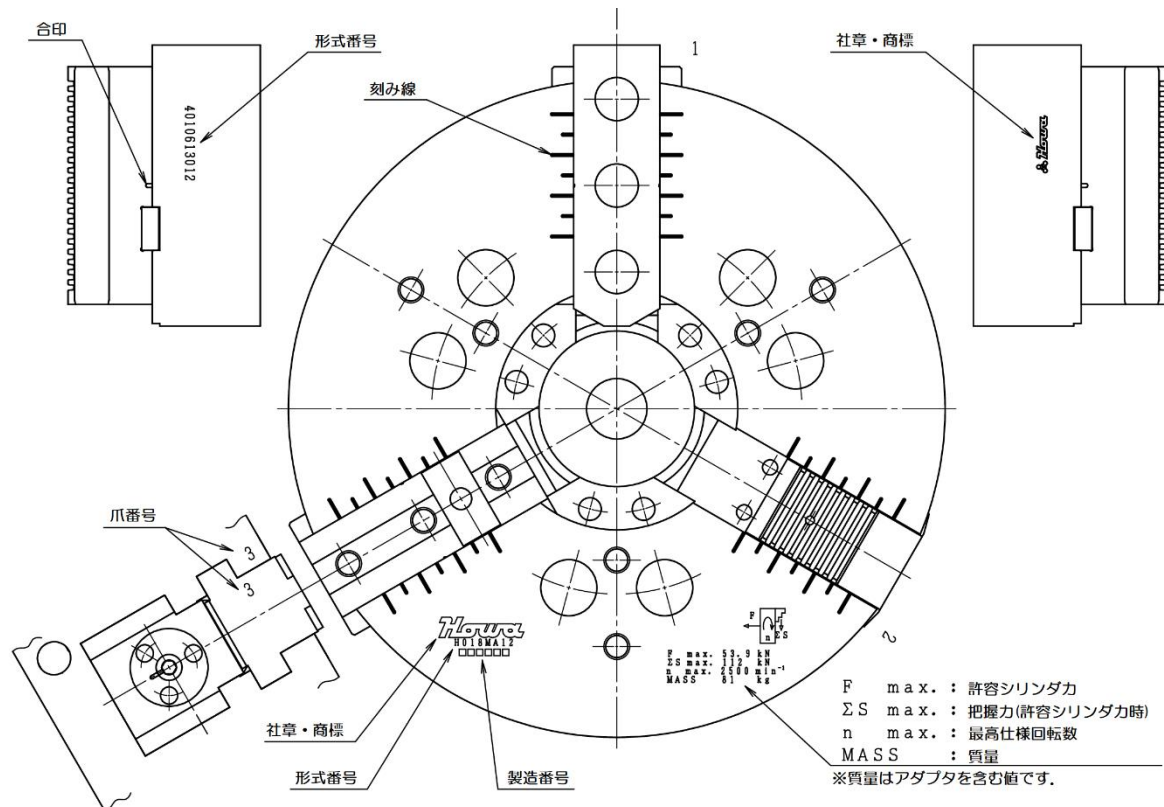 合印
形式番号
4010613012
刻み線
1
社章・商標
Howa
爪番号
3
3
2
Howa
H018MA12
□□□□□□
社章・商標
形式番号
製造番号
F
n ΣS
F max. 53.9 kN
ΣS max. 112 kN
n max. 2500 min⁻¹
MASS 81 kg
F max. : 許容シリンダ力
ΣS max. : 把握力(許容シリンダ力時)
n max. : 最高仕様回転数
MASS : 質量
※質量はアダプタを含む値です.